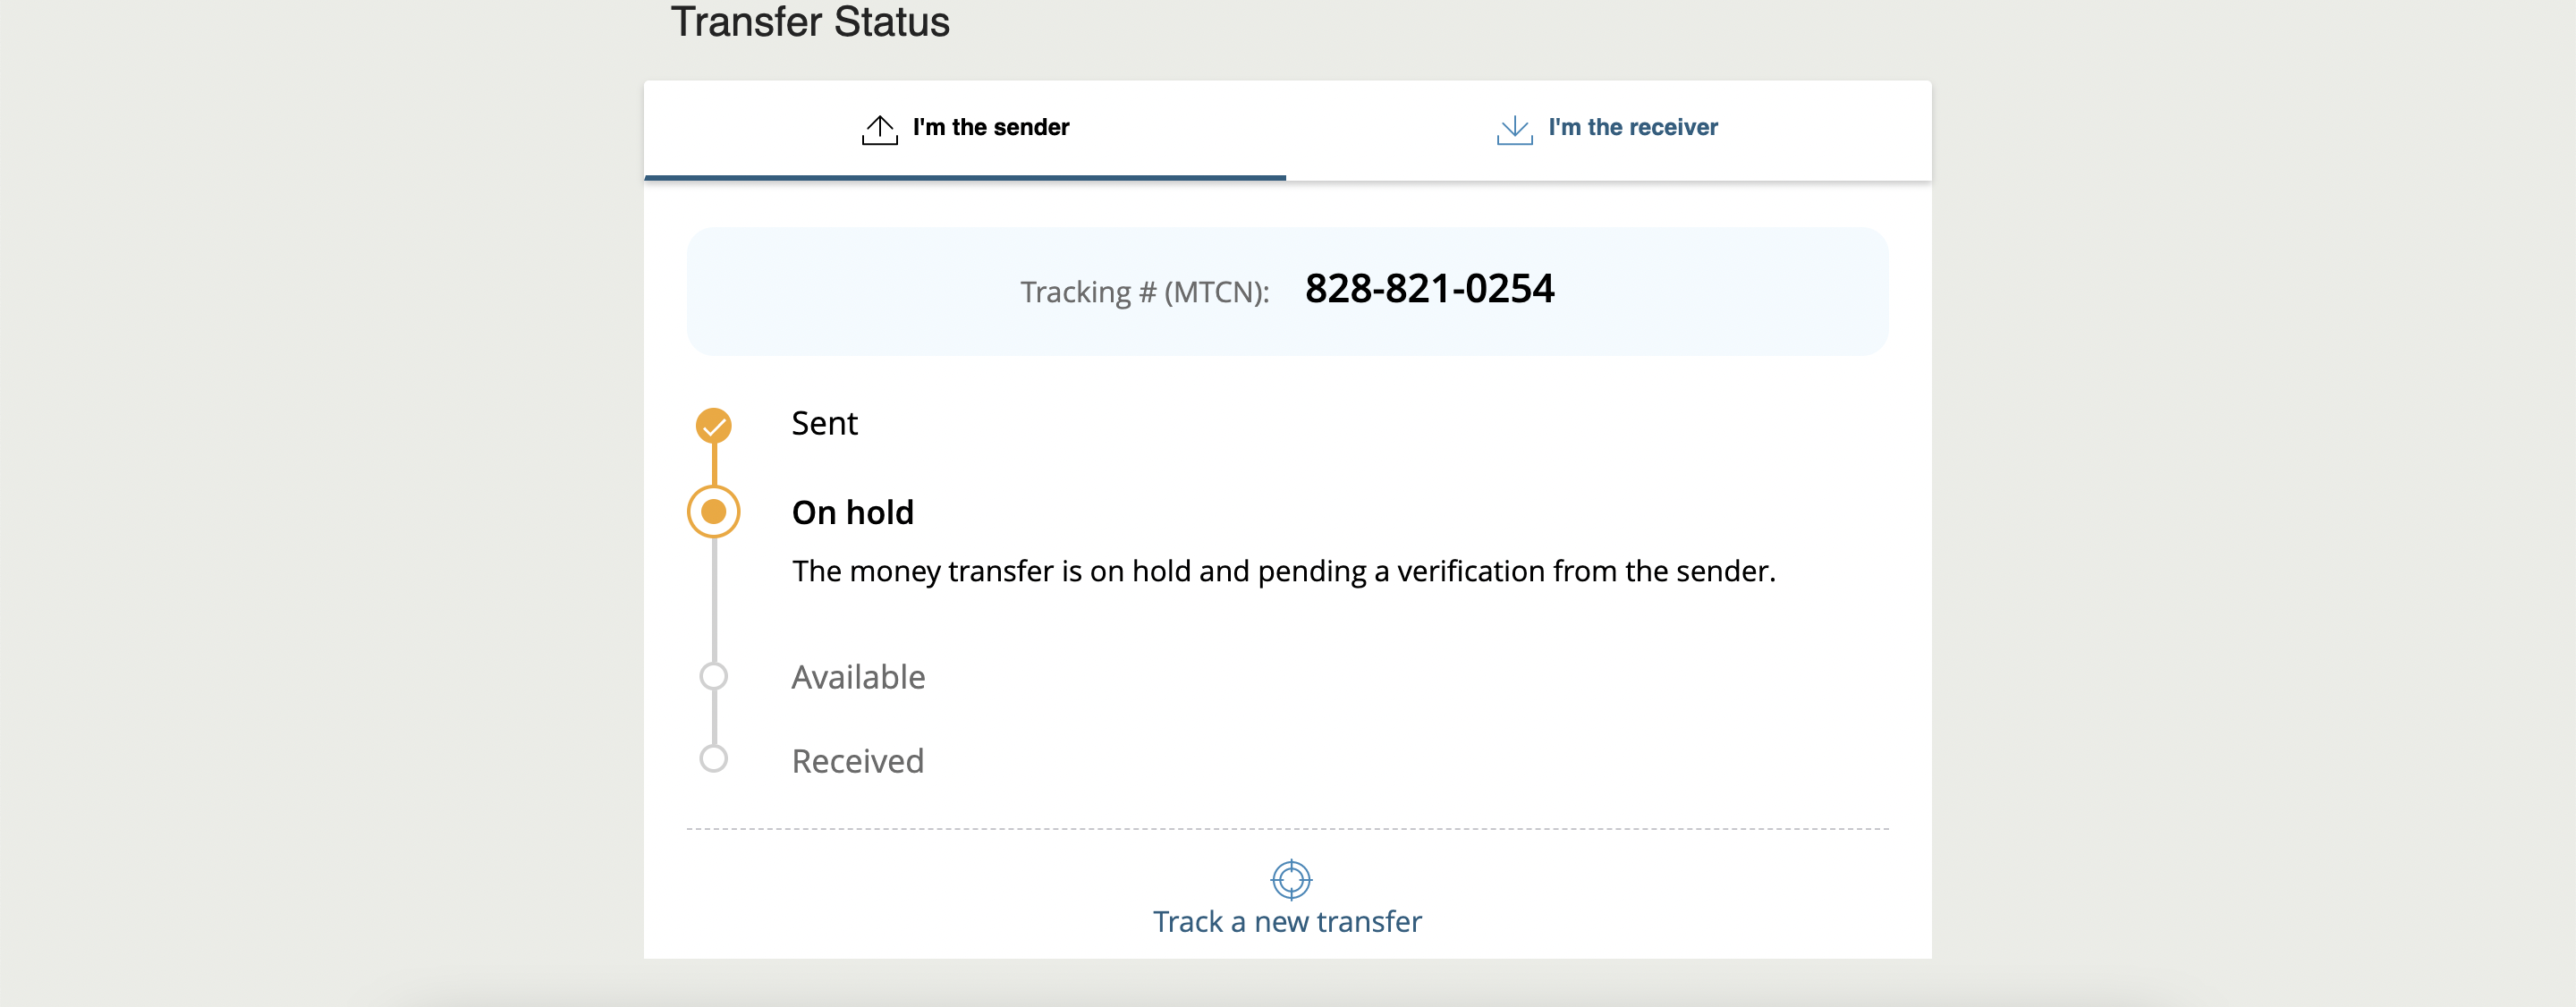 Transfer Status
I'm the sender
I'm the receiver
Tracking # (MTCN): 828-821-0254
Sent
On hold
The money transfer is on hold and pending a verification from the sender.
Available
Received
Track a new transfer